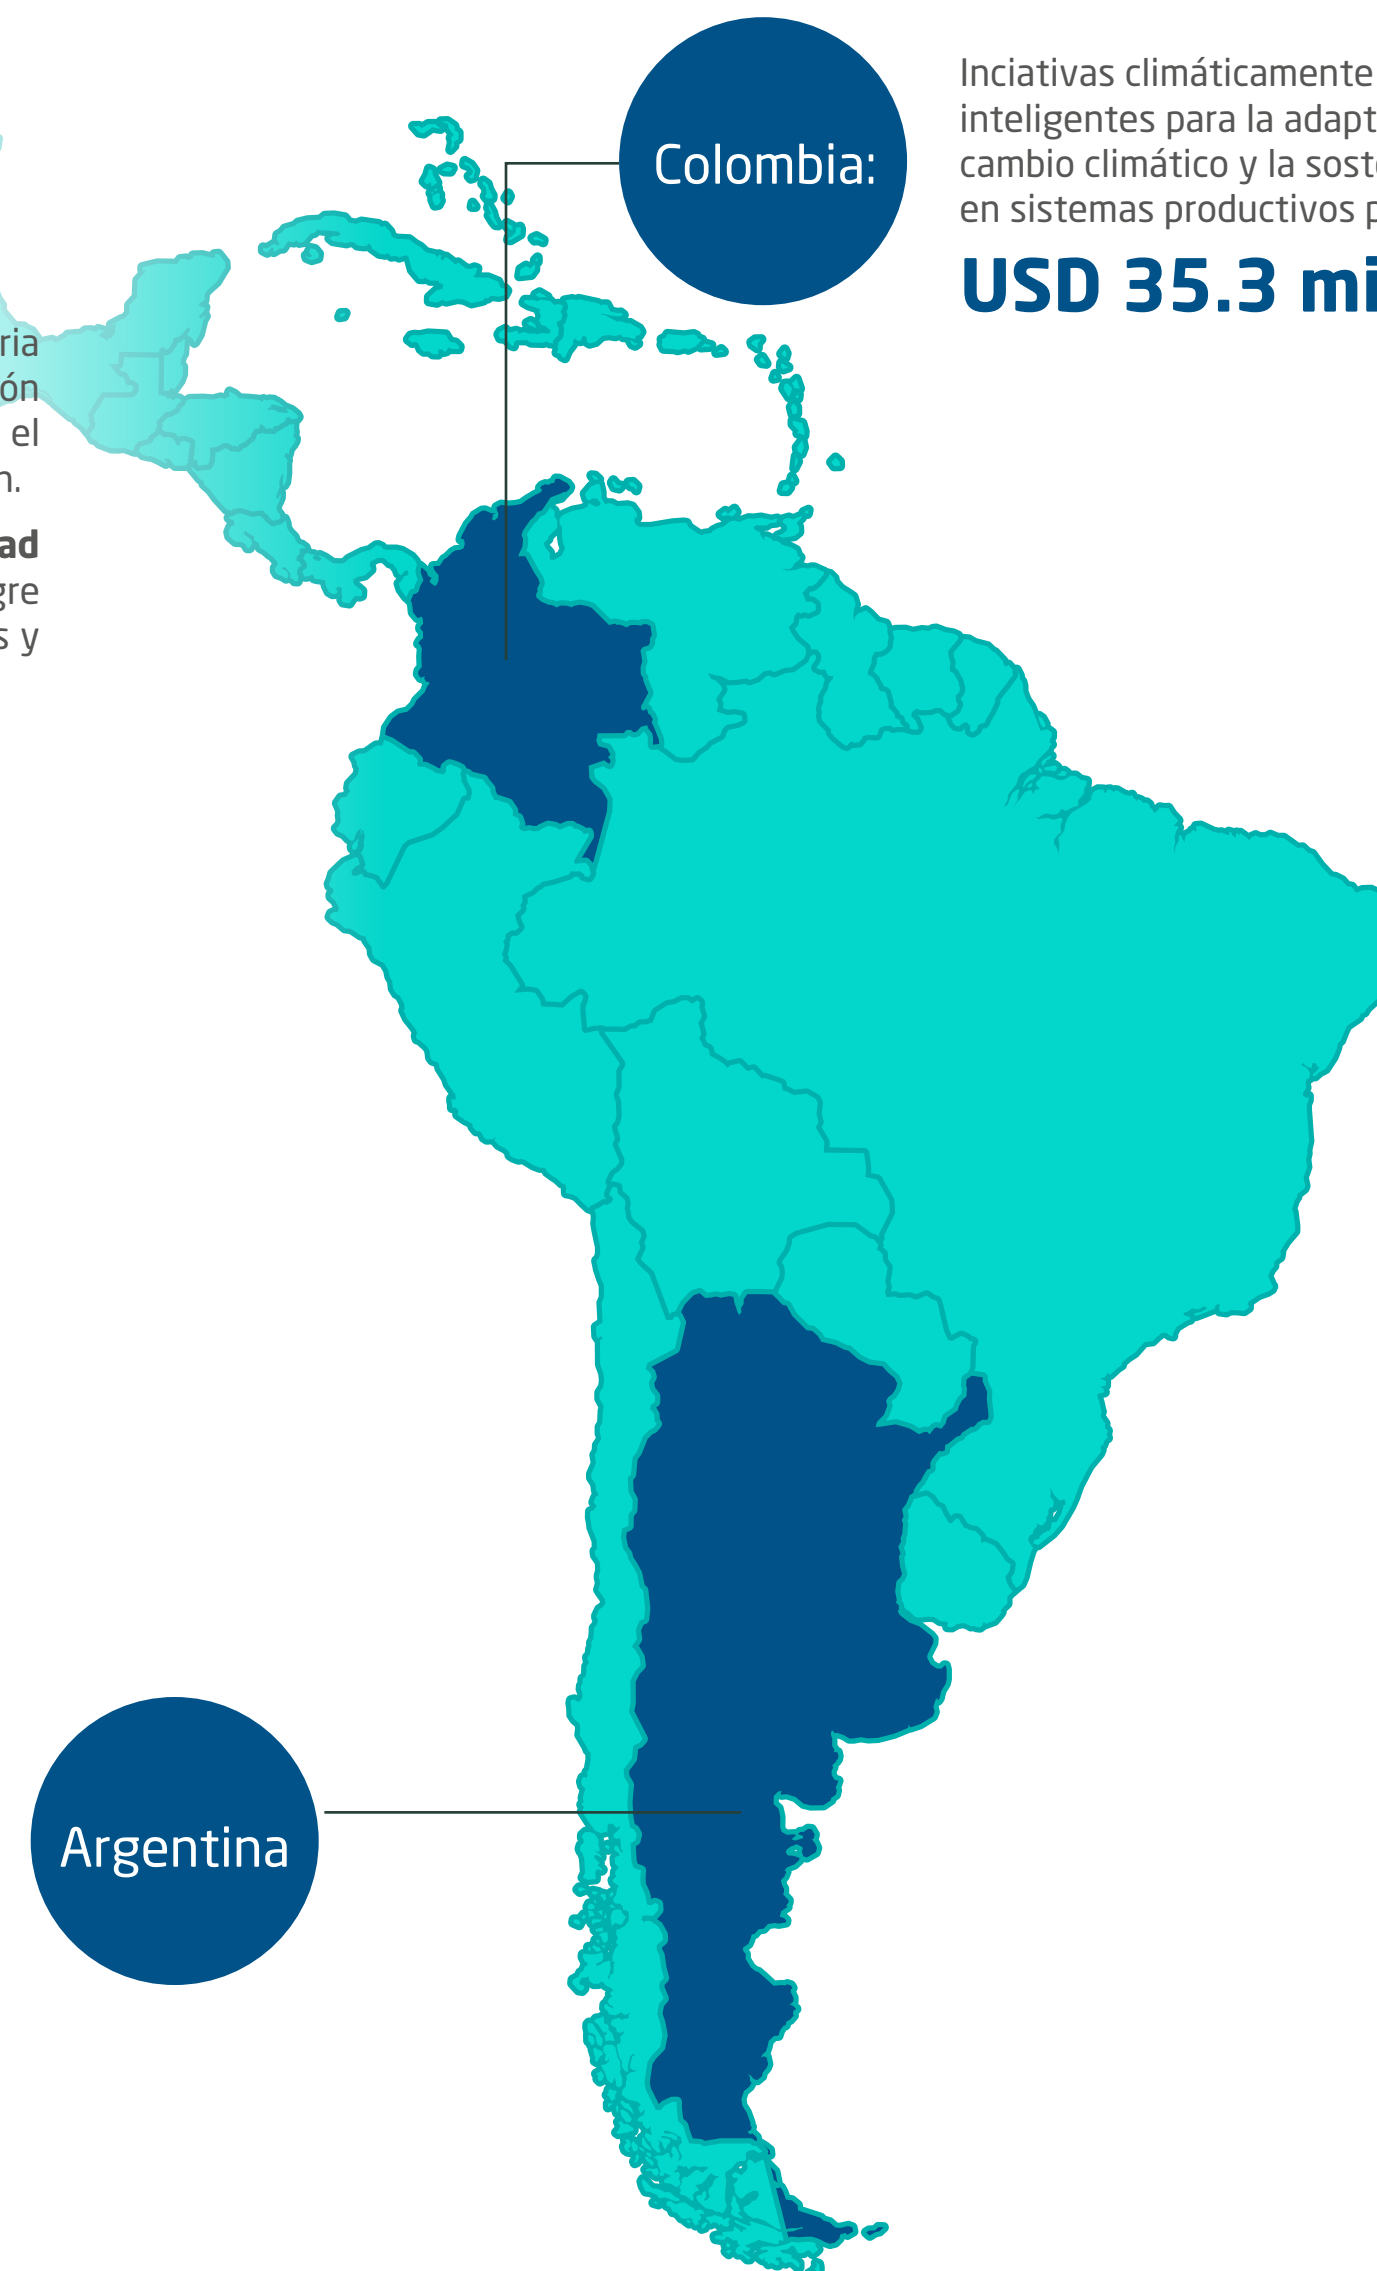 Colombia:
Inciativas climáticamente
inteligentes para la adapt
cambio climático y la soste
en sistemas productivos p
USD 35.3 mi
ria
ón
el
n.
ad
gre
s y
Argentina